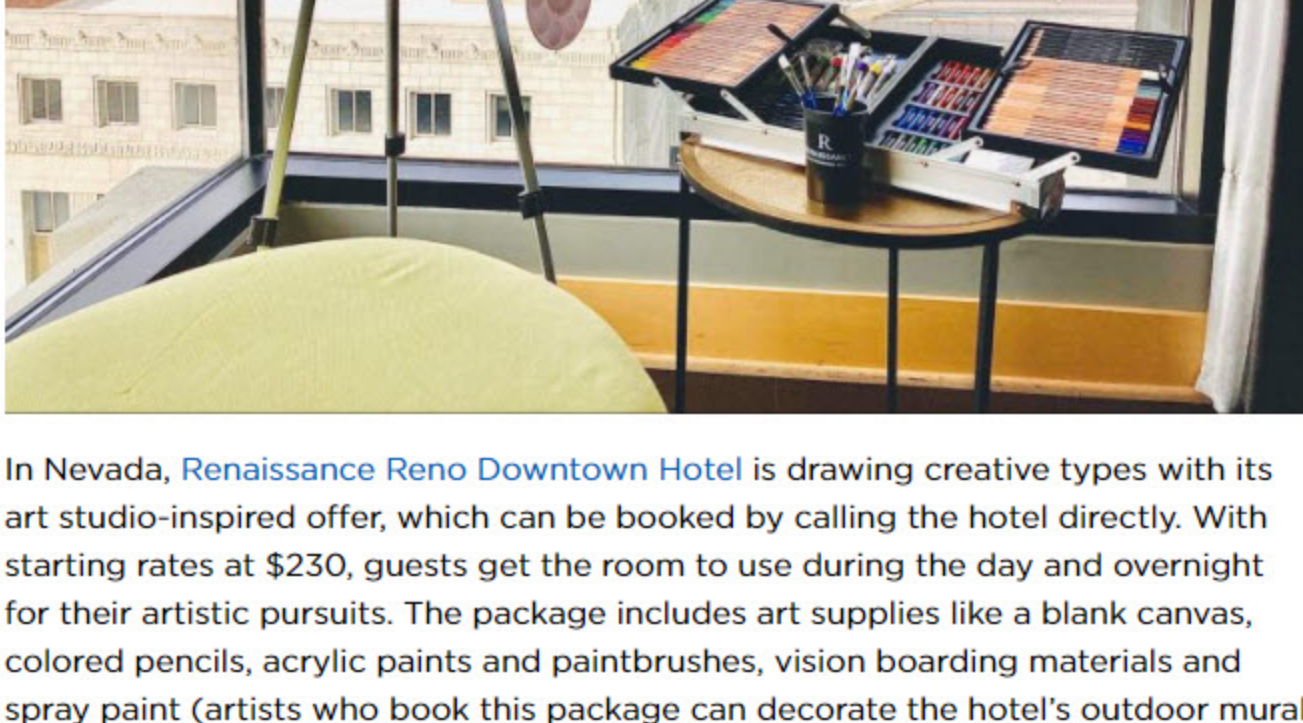 R
In Nevada, Renaissance Reno Downtown Hotel is drawing creative types with its
art studio-inspired offer, which can be booked by calling the hotel directly. With
starting rates at $230, guests get the room to use during the day and overnight
for their artistic pursuits. The package includes art supplies like a blank canvas,
colored pencils, acrylic paints and paintbrushes, vision boarding materials and
spray paint (artists who book this package can decorate the hotel's outdoor mural